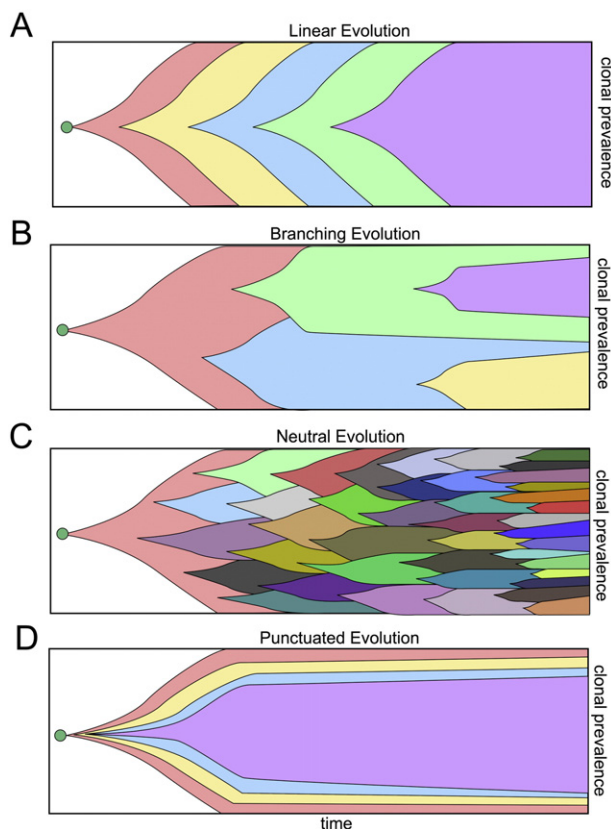 A
Linear Evolution
clonal prevalence
B
Branching Evolution
clonal prevalence
C
Neutral Evolution
clonal prevalence
D
Punctuated Evolution
clonal prevalence
time